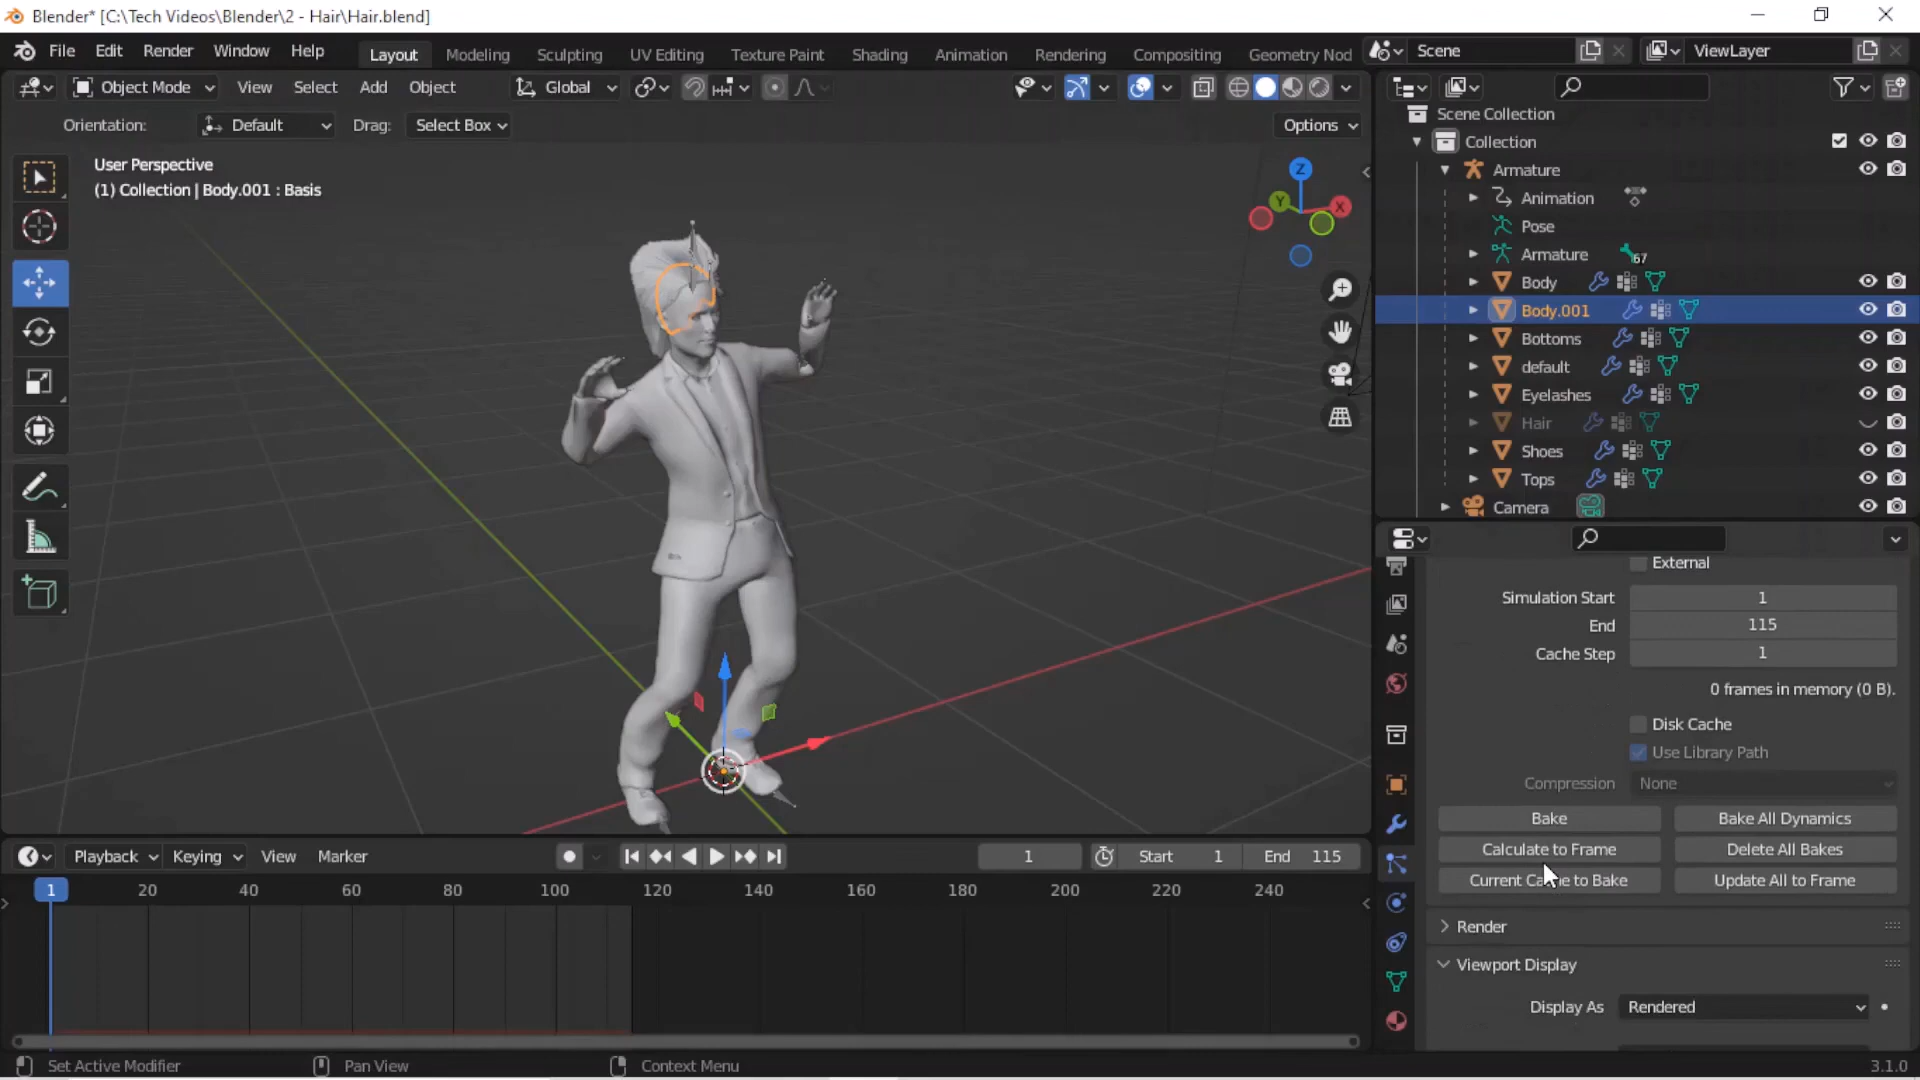 Blender* [C:\Tech Videos\Blender\2 - Hair\Hair.blend]
File Edit Render Window Help Layout Modeling Sculpting UV Editing Texture Paint Shading Animation Rendering Compositing Geometry Nod Scene ViewLayer
Object Mode View Select Add Object Global
Orientation: Default Drag: Select Box Options
User Perspective
(1) Collection | Body.001 : Basis
Z
Y
X
Scene Collection
Collection
Armature
Animation
Pose
Armature 67
Body
Body.001
Bottoms
default
Eyelashes
Hair
Shoes
Tops
Camera
External
Simulation Start 1
End 115
Cache Step 1
0 frames in memory (0 B).
Disk Cache
Use Library Path
Compression None
Bake Bake All Dynamics
Calculate to Frame Delete All Bakes
Current Cache to Bake Update All to Frame
Render
Viewport Display
Display As Rendered
Playback Keying View Marker 1 Start 1 End 115
1 20 40 60 80 100 120 140 160 180 200 220 240
Set Active Modifier Pan View Context Menu 3.1.0